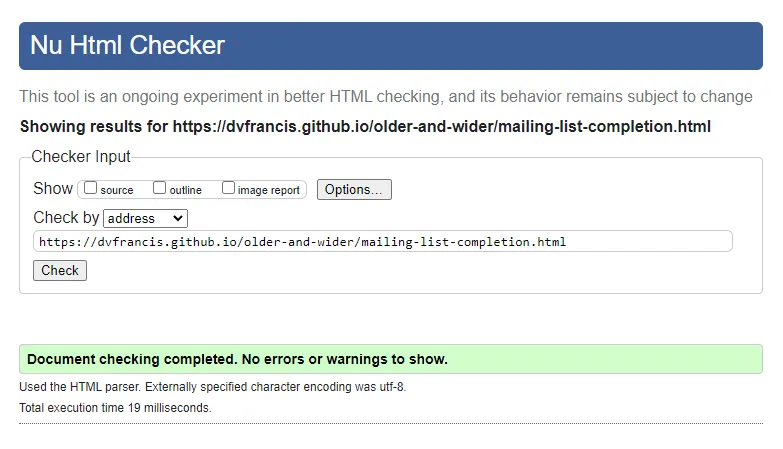 Nu Html Checker
This tool is an ongoing experiment in better HTML checking, and its behavior remains subject to change
Showing results for https://dvfrancis.github.io/older-and-wider/mailing-list-completion.html
Checker Input
Show source outline image report Options...
Check by address
https://dvfrancis.github.io/older-and-wider/mailing-list-completion.html
Check
Document checking completed. No errors or warnings to show.
Used the HTML parser. Externally specified character encoding was utf-8.
Total execution time 19 milliseconds.